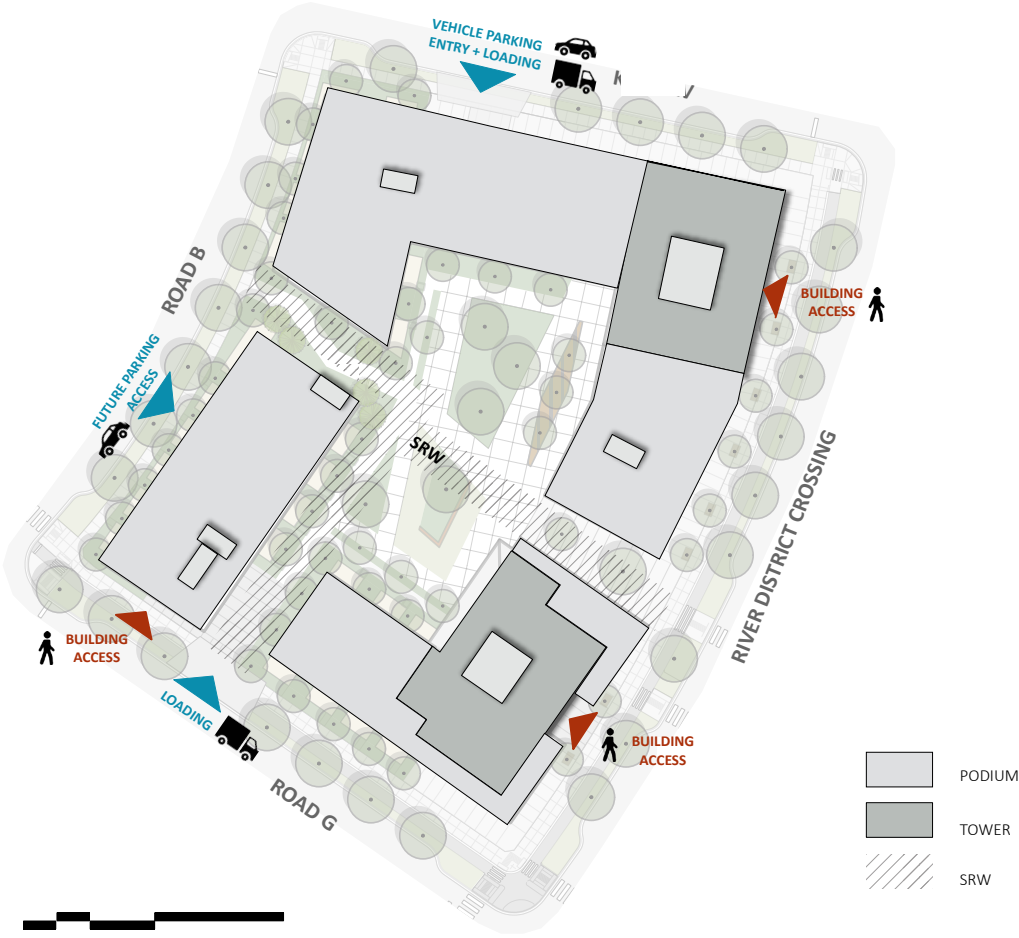 VEHICLE PARKING
ENTRY + LOADING
ROAD B
BUILDING
ACCESS
FUTURE PARKING
ACCESS
SRW
RIVER DISTRICT CROSSING
BUILDING
ACCESS
LOADING
BUILDING
ACCESS
ROAD G
PODIUM
TOWER
SRW